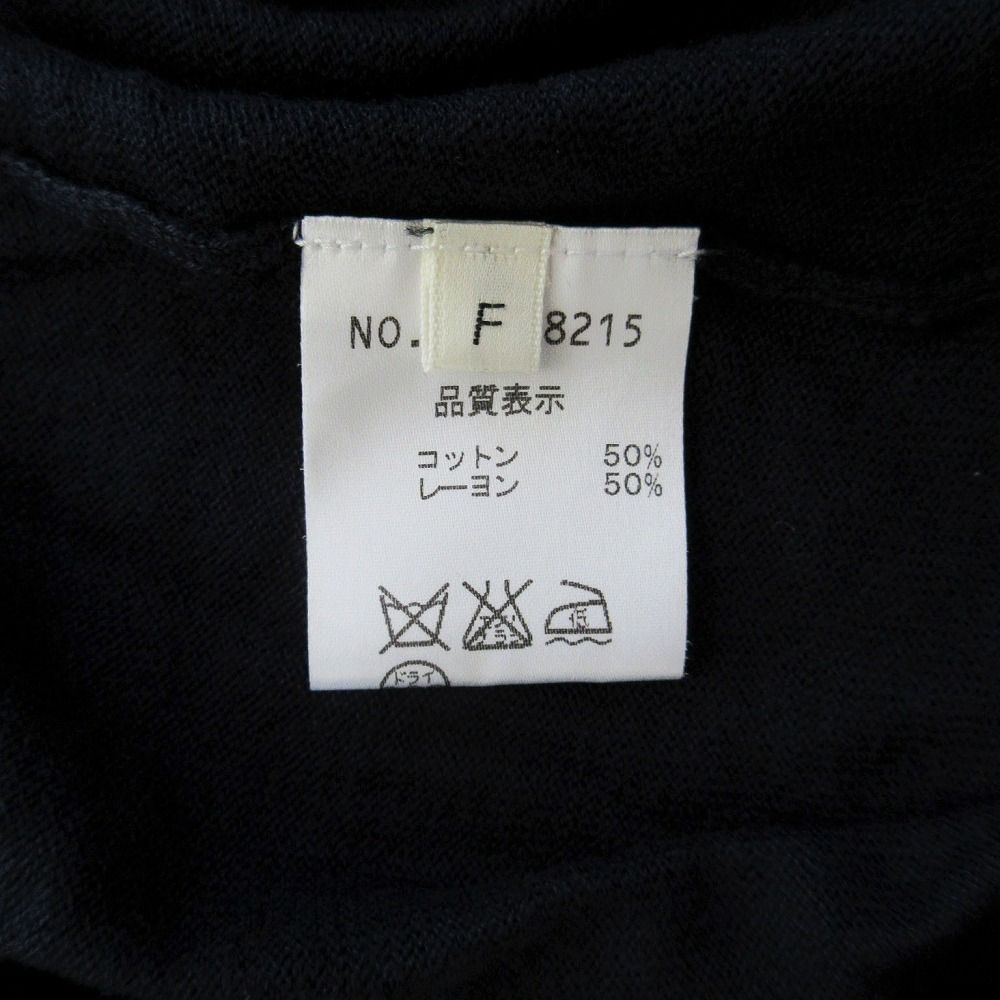 NO. F 8215
品質表示
コットン 50%
レーヨン 50%
低
ドライ